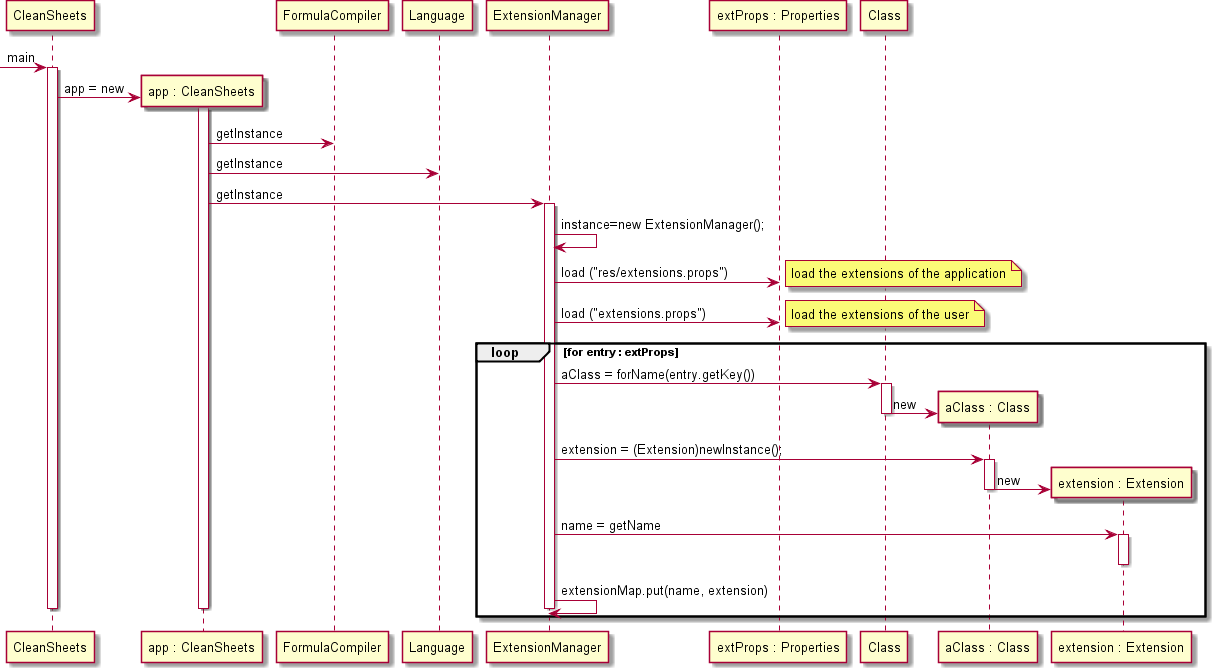 CleanSheets
FormulaCompiler
Language
ExtensionManager
extProps : Properties
Class
main
app = new
app : CleanSheets
getInstance
getInstance
getInstance
instance=new ExtensionManager();
load ("res/extensions.props")
load the extensions of the application
load ("extensions.props")
load the extensions of the user
loop
[for entry : extProps]
aClass = forName(entry.getKey())
new
aClass : Class
extension = (Extension)newInstance();
new
extension : Extension
name = getName
extensionMap.put(name, extension)
CleanSheets
app : CleanSheets
FormulaCompiler
Language
ExtensionManager
extProps : Properties
Class
aClass : Class
extension : Extension